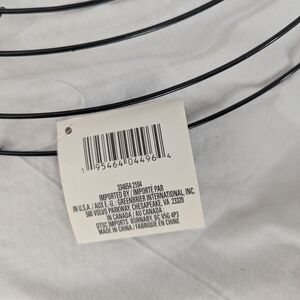 1 95464 04496 4
334654 2104
IMPORTED BY / IMPORTÉ PAR
IN U.S.A./ AUX É.-U.: GREENBRIER INTERNATIONAL, INC.
500 VOLVO PARKWAY, CHESAPEAKE, VA 23320
IN CANADA / AU CANADA:
DTSC IMPORTS, BURNABY, BC V5G 4P3
MADE IN CHINA / FABRIQUÉ EN CHINE